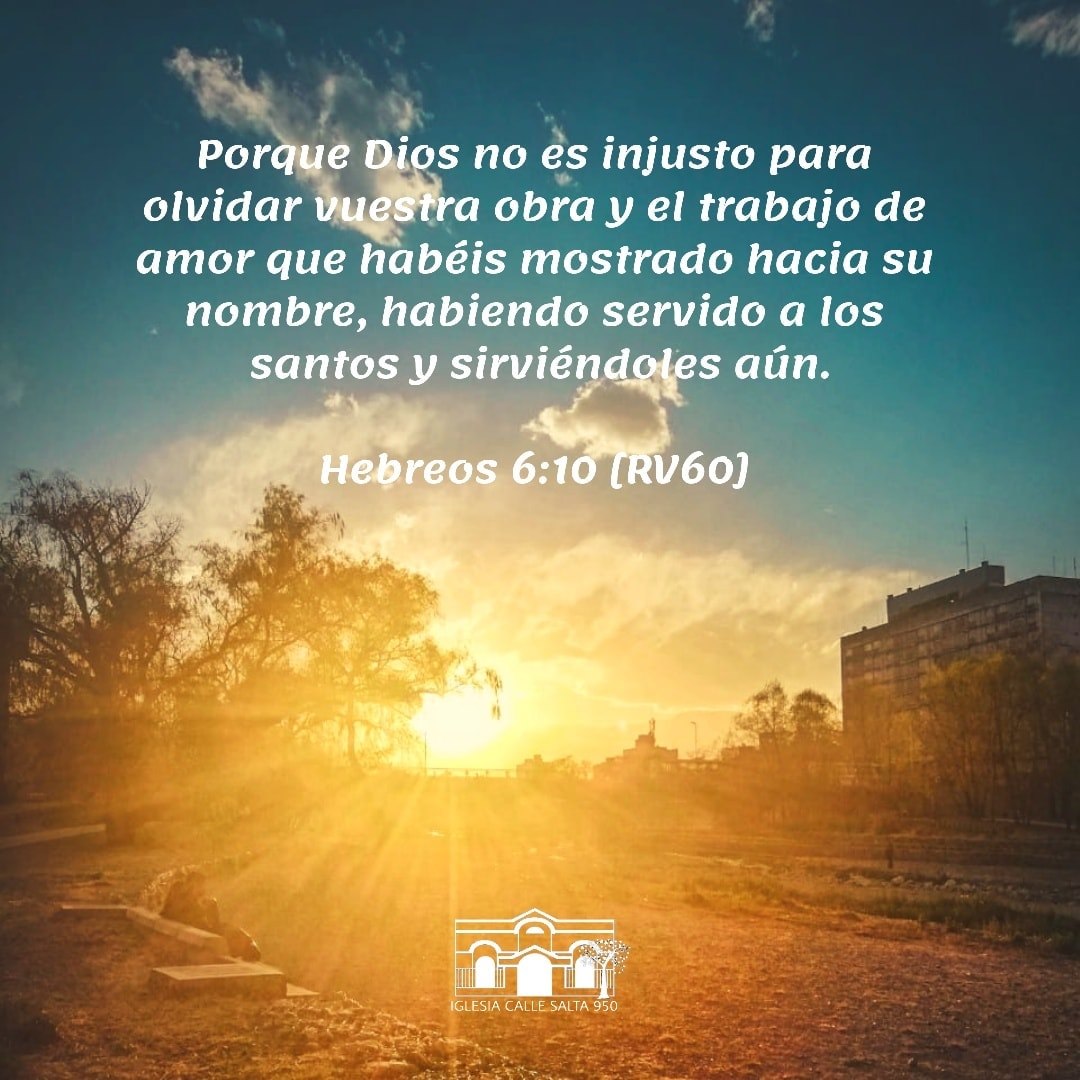 Porque Dios no es injusto para
olvidar vuestra obra y el trabajo de
amor que habéis mostrado hacia su
nombre, habiendo servido a los
santos y sirviéndoles aún.
Hebreos 6:10 (RV60)
IGLESIA CALLE SALTA 950